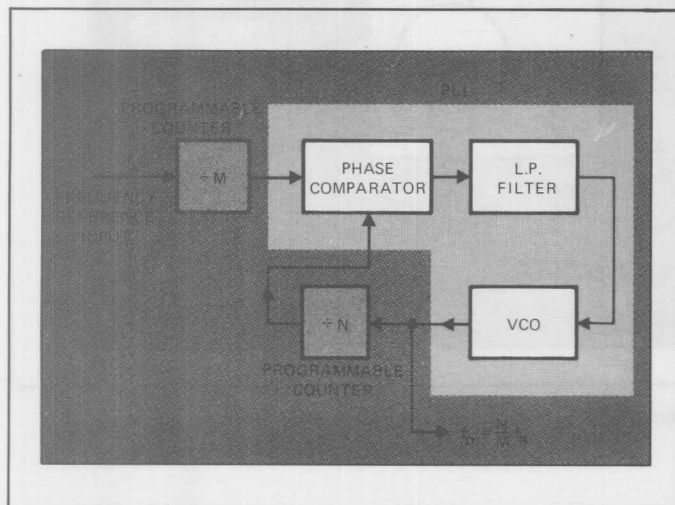 PLL
PROGRAMMABLE
COUNTER
÷ M
PHASE
COMPARATOR
L.P.
FILTER
FREQUENCY
REFERENCE
INPUT
÷ N
VCO
PROGRAMMABLE
COUNTER